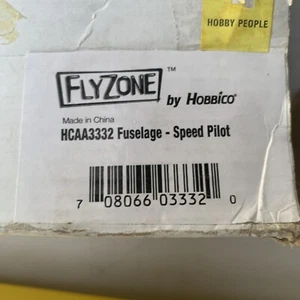 HOBBY PEOPLE
FLYZONE™
by HOBBICO®
Made in China
HCAA3332 Fuselage - Speed Pilot
7 08066 03332 0